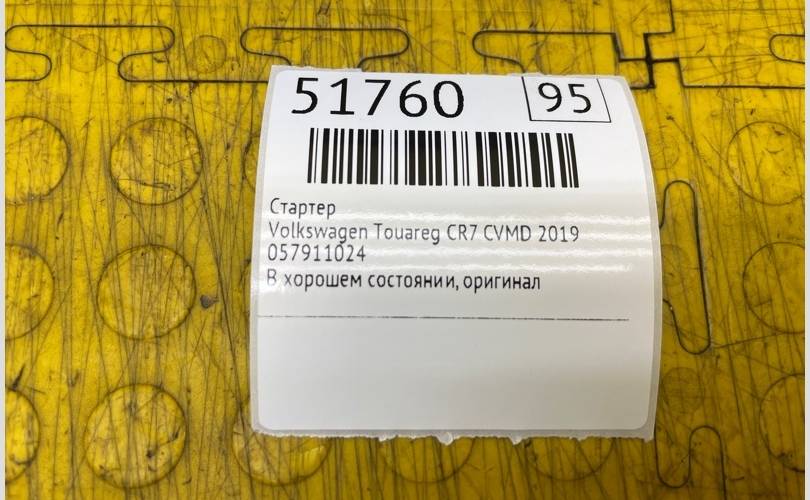 51760 95
Стартер
Volkswagen Touareg CR7 CVMD 2019
057911024
В хорошем состоянии, оригинал